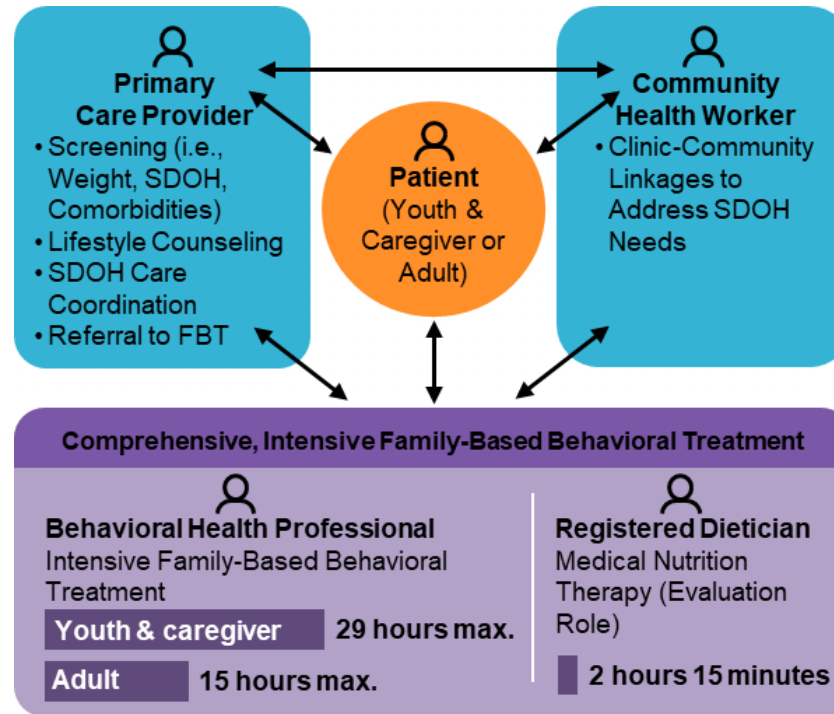 Primary
Care Provider
• Screening (i.e.,
Weight, SDOH,
Comorbidities)
• Lifestyle Counseling
• SDOH Care
Coordination
• Referral to FBT
Patient
(Youth &
Caregiver or
Adult)
Community
Health Worker
• Clinic-Community
Linkages to
Address SDOH
Needs
Comprehensive, Intensive Family-Based Behavioral Treatment
Behavioral Health Professional
Intensive Family-Based Behavioral
Treatment
Youth & caregiver 29 hours max.
Adult 15 hours max.
Registered Dietician
Medical Nutrition
Therapy (Evaluation
Role)
2 hours 15 minutes